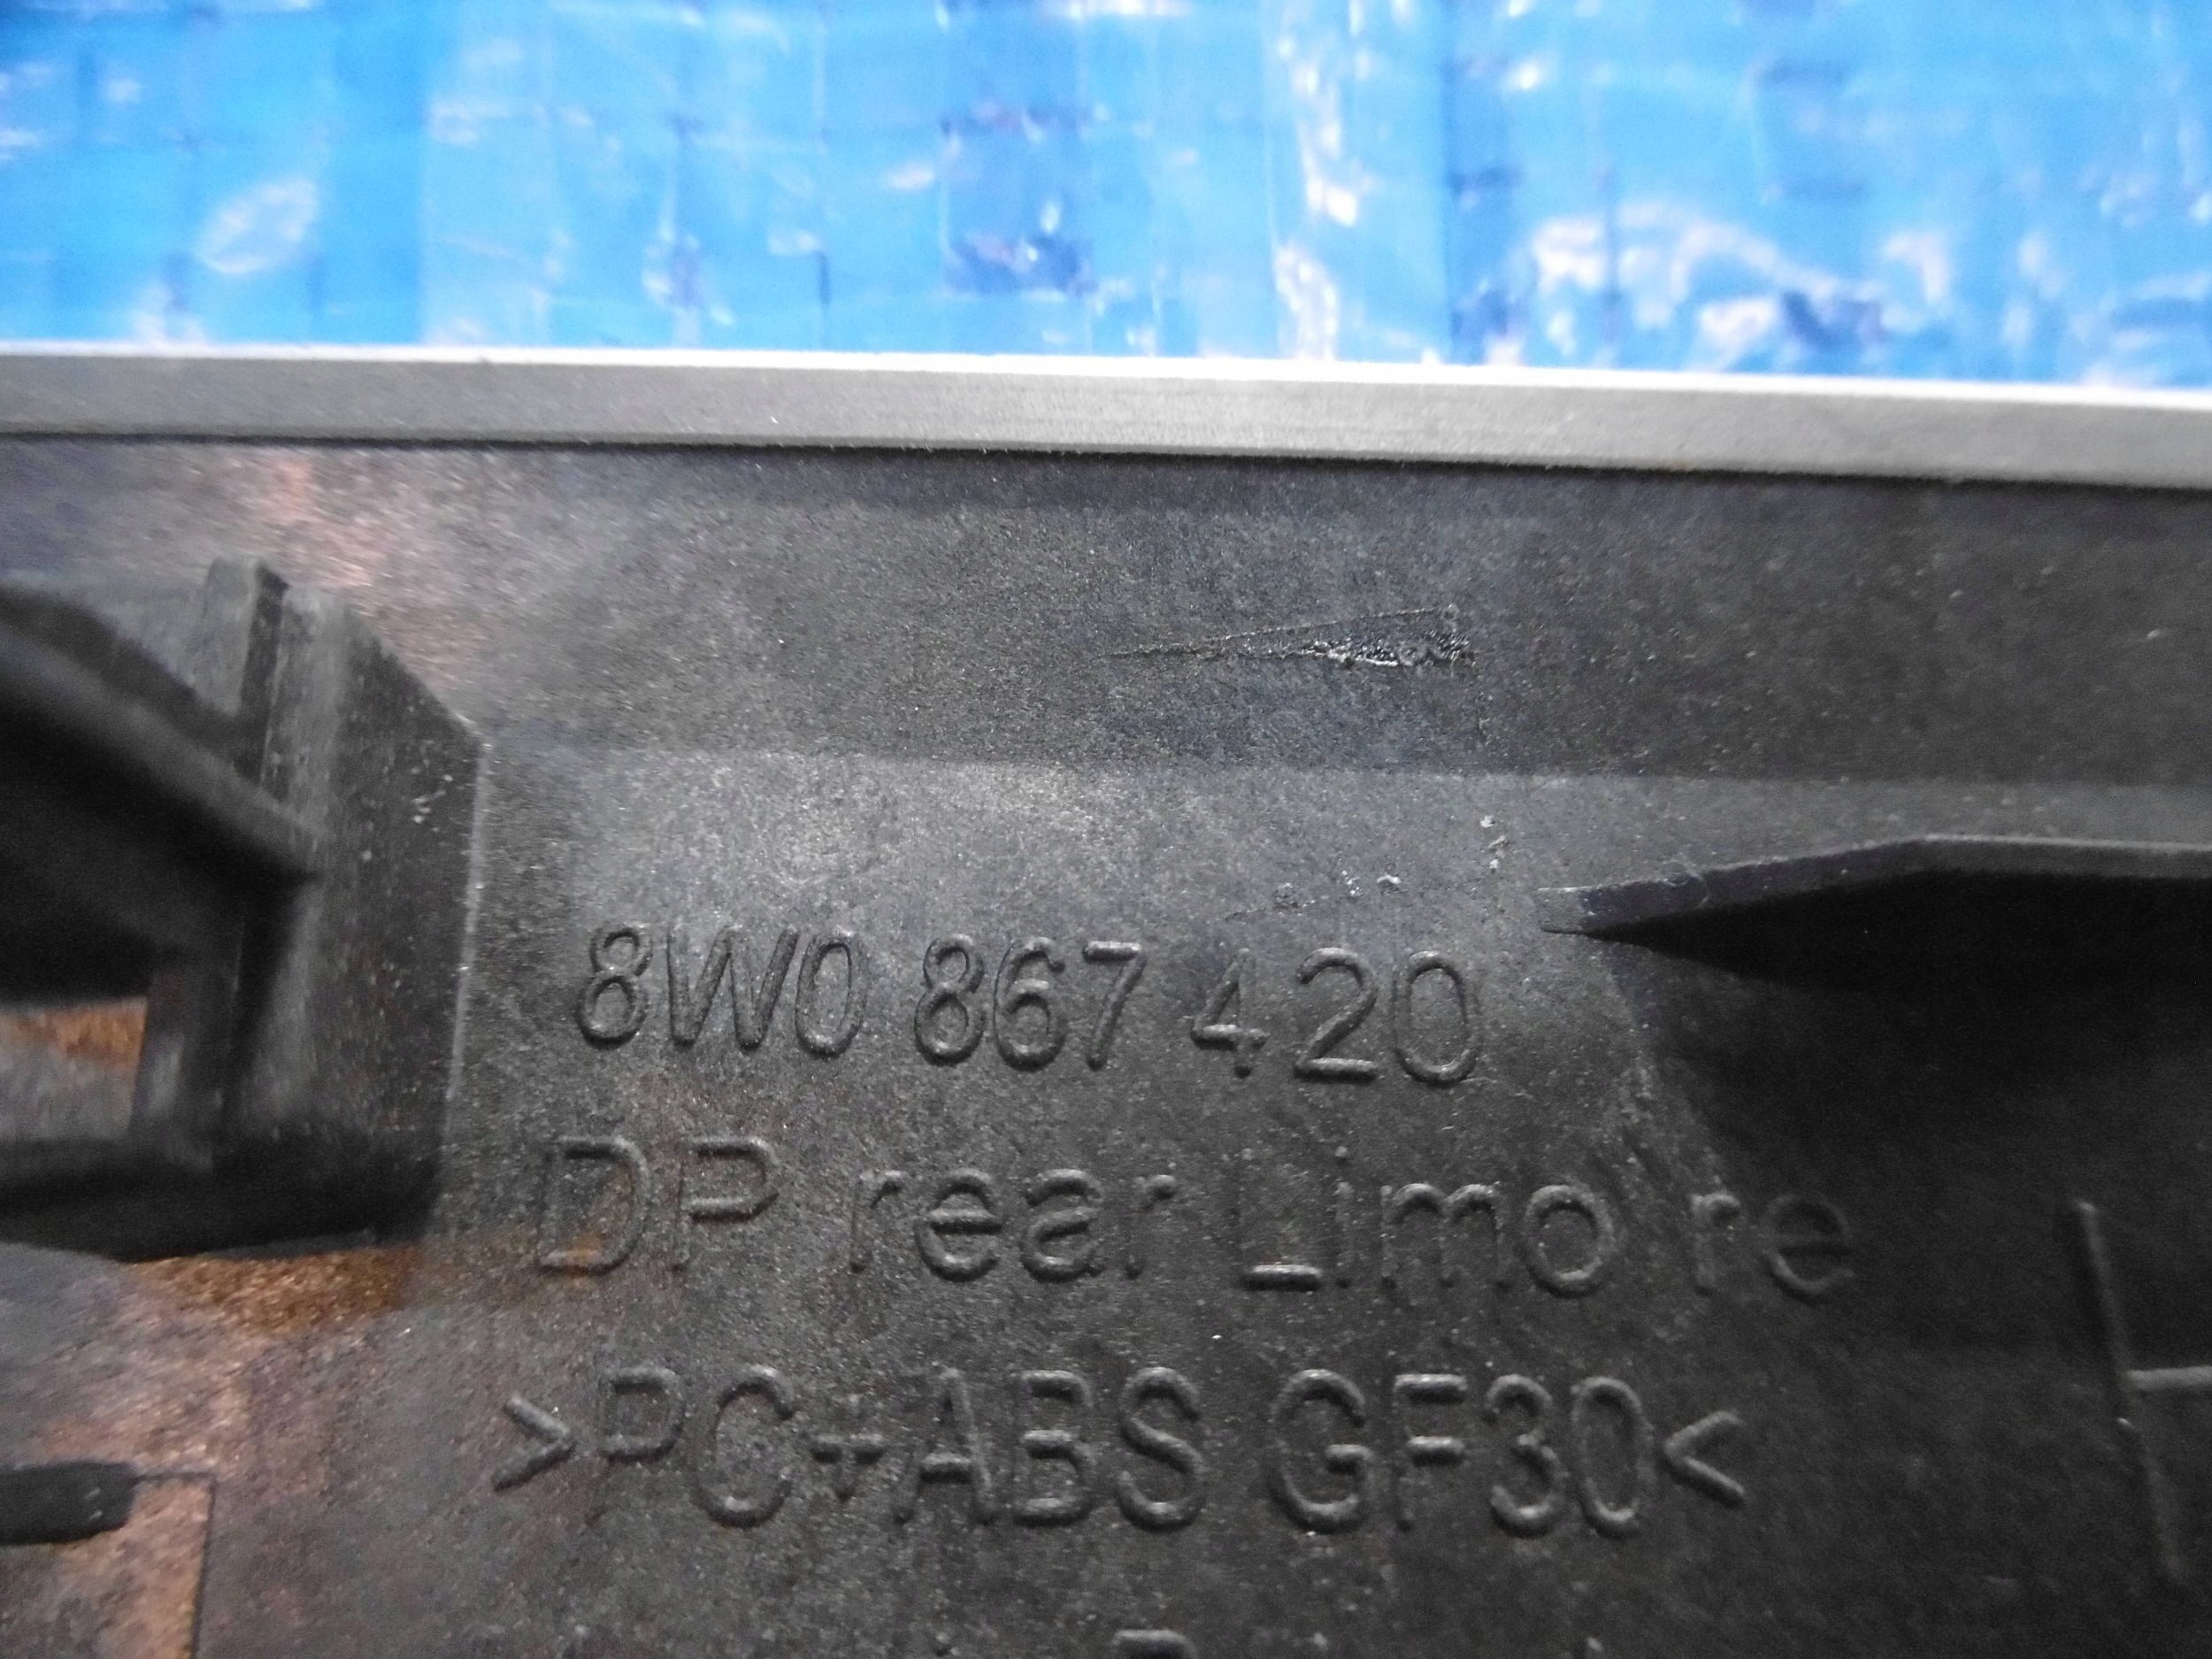 8W0 867 420
DP rear Limo re
>PC+ABS GF30<